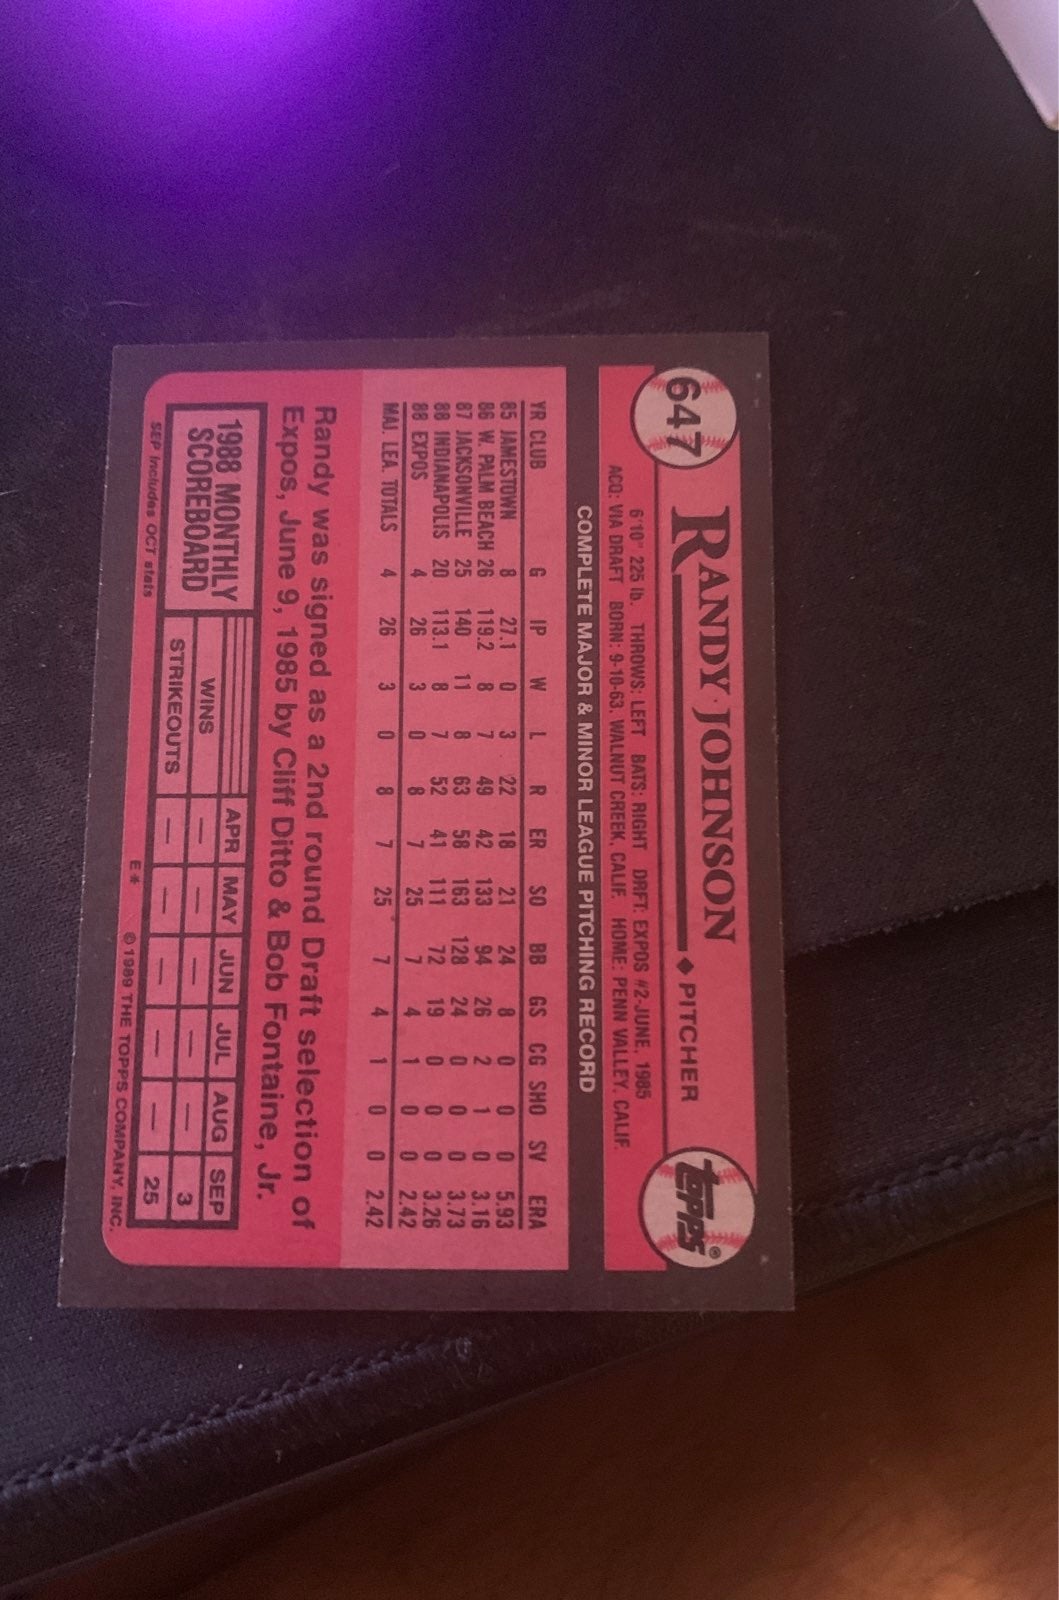 647
RANDY JOHNSON ◆ PITCHER
topps®
6'10" 225 lb. THROWS: LEFT BATS: RIGHT DRFT: EXPOS #2-JUNE, 1985
ACQ: VIA DRAFT BORN: 9-10-63, WALNUT CREEK, CALIF. HOME: PENN VALLEY, CALIF.
COMPLETE MAJOR & MINOR LEAGUE PITCHING RECORD
YR CLUB G IP W L R ER SO BB GS CG SHO SV ERA
85 JAMESTOWN 8 27.1 0 3 22 18 21 24 8 0 0 0 5.93
86 W. PALM BEACH 26 119.2 8 7 49 42 133 94 26 2 1 0 3.16
87 JACKSONVILLE 25 140 11 8 63 58 163 128 24 0 0 0 3.73
88 INDIANAPOLIS 20 113.1 8 7 52 41 111 72 19 0 0 0 3.26
88 EXPOS 4 26 3 0 8 7 25 7 4 1 0 0 2.42
MAJ. LEA. TOTALS 4 26 3 0 8 7 25 7 4 1 0 0 2.42
Randy was signed as a 2nd round Draft selection of
Expos, June 9, 1985 by Cliff Ditto & Bob Fontaine, Jr.
1988 MONTHLY
SCOREBOARD
APR MAY JUN JUL AUG SEP
WINS — — — — — 3
STRIKEOUTS — — — — — 25
SEP includes OCT stats
E* © 1989 THE TOPPS COMPANY, INC.